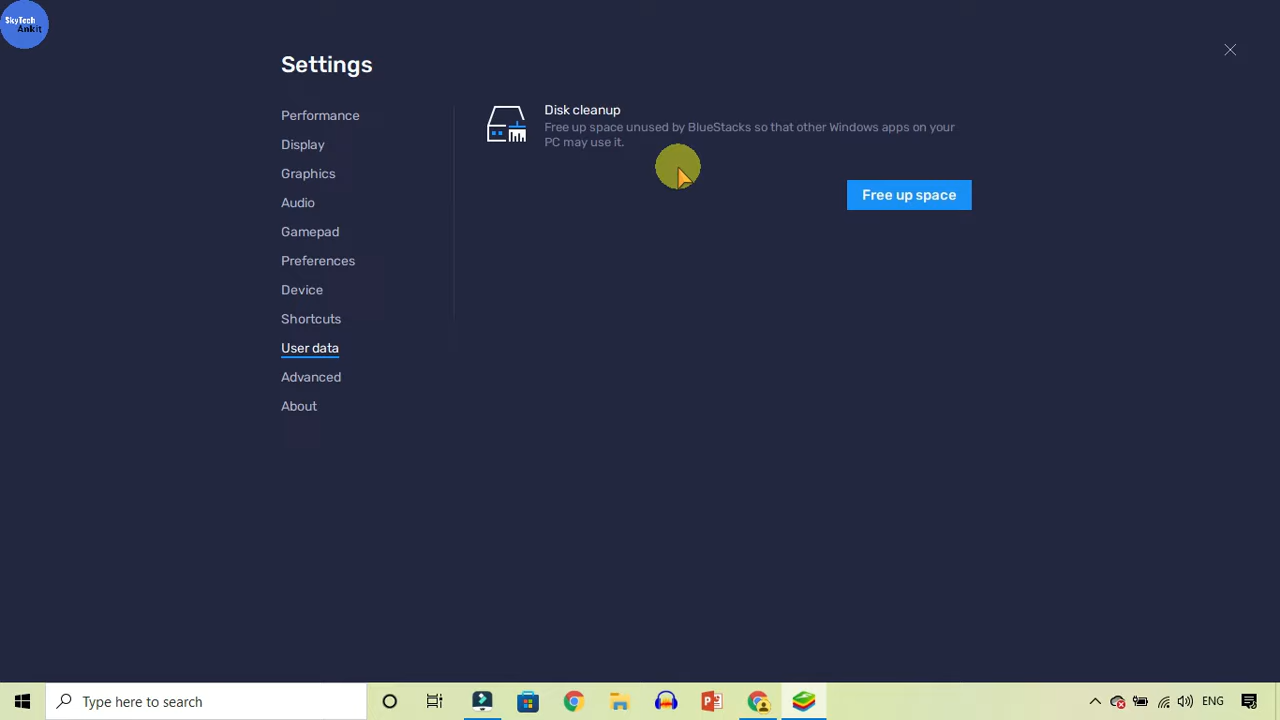 SkyTech
Ankit
Settings
Performance
Display
Graphics
Audio
Gamepad
Preferences
Device
Shortcuts
User data
Advanced
About
Disk cleanup
Free up space unused by BlueStacks so that other Windows apps on your
PC may use it.
Free up space
Type here to search
ENG